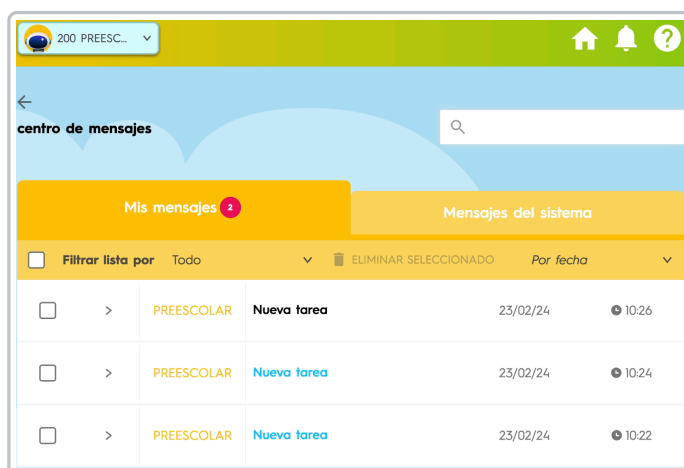 200 PREESC...
?
centro de mensajes
Mis mensajes 2
Mensajes del sistema
Filtrar lista por Todo ELIMINAR SELECCIONADO Por fecha
> PREESCOLAR Nueva tarea 23/02/24 10:26
> PREESCOLAR Nueva tarea 23/02/24 10:24
> PREESCOLAR Nueva tarea 23/02/24 10:22